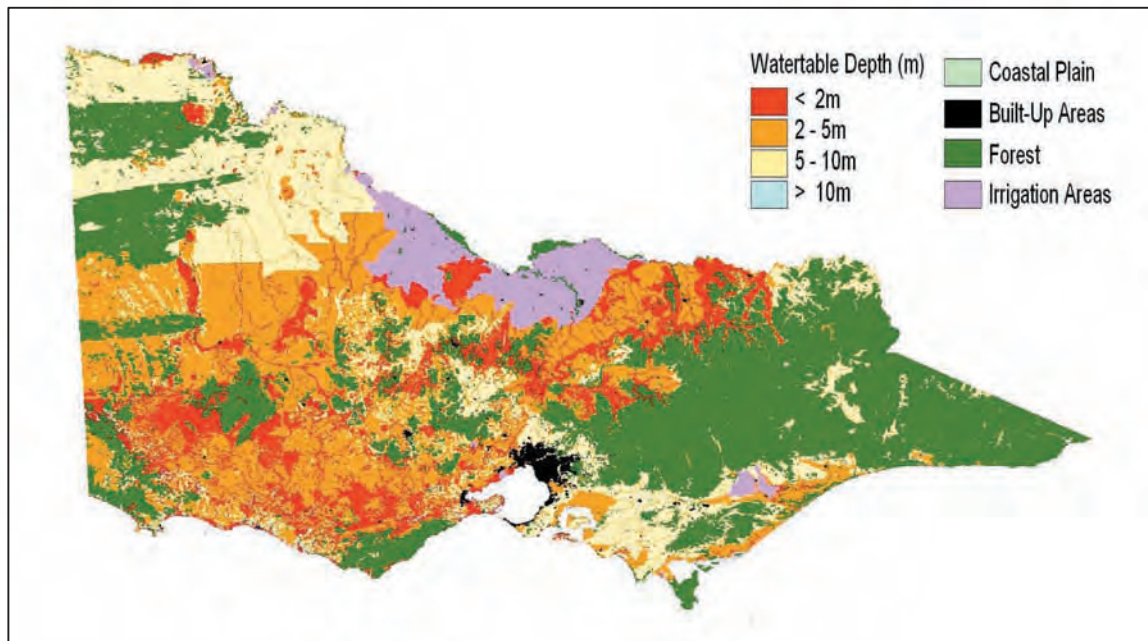 Watertable Depth (m)
< 2m
2 - 5m
5 - 10m
> 10m
Coastal Plain
Built-Up Areas
Forest
Irrigation Areas